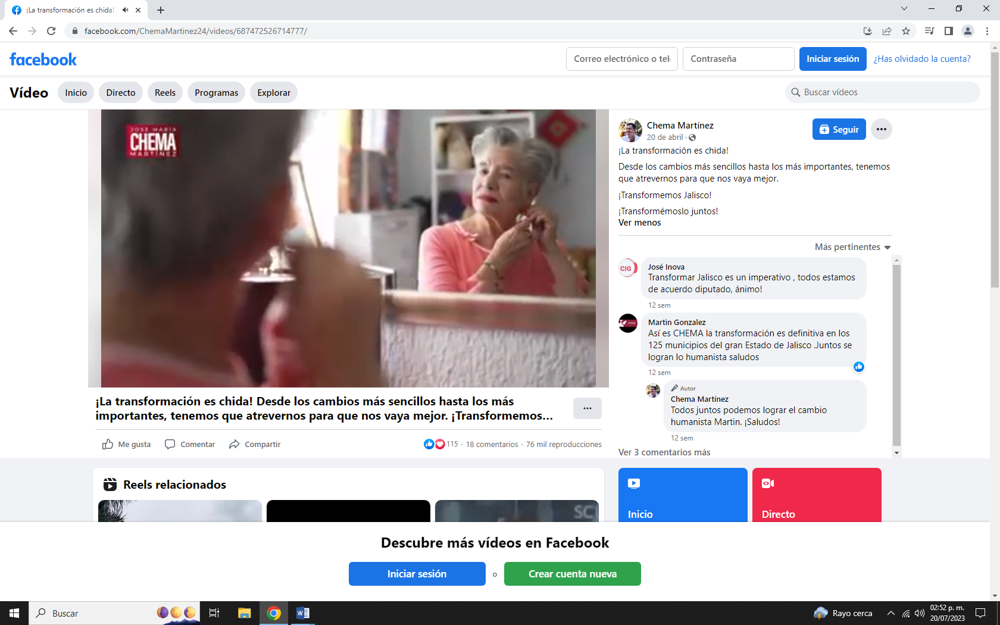 ¡La transformación es chida!
facebook.com/ChemaMartinez24/videos/687472526714777/
facebook
Correo electrónico o tel
Contraseña
Iniciar sesión
¿Has olvidado la cuenta?
Vídeo
Inicio
Directo
Reels
Programas
Explorar
Buscar vídeos
JOSE MARÍA
CHEMA
MARTÍNEZ
Chema Martínez
20 de abril ·
Seguir
¡La transformación es chida!
Desde los cambios más sencillos hasta los más importantes, tenemos
que atrevernos para que nos vaya mejor.
¡Transformemos Jalisco!
¡Transformémoslo juntos!
Ver menos
Más pertinentes
CIG
José Inova
Transformar Jalisco es un imperativo , todos estamos
de acuerdo diputado, ánimo!
12 sem
Martin Gonzalez
Así es CHEMA la transformación es definitiva en los
125 municipios del gran Estado de Jalisco .Juntos se
logran lo humanista saludos
12 sem
Autor
Chema Martínez
Todos juntos podemos lograr el cambio
humanista Martin. ¡Saludos!
12 sem
Ver 3 comentarios más
¡La transformación es chida! Desde los cambios más sencillos hasta los más
importantes, tenemos que atrevernos para que nos vaya mejor. ¡Transformemos...
Me gusta
Comentar
Compartir
115 · 18 comentarios · 76 mil reproducciones
Reels relacionados
SC
Inicio
Directo
Descubre más vídeos en Facebook
Iniciar sesión
o
Crear cuenta nueva
Buscar
Rayo cerca
02:52 p. m.
20/07/2023